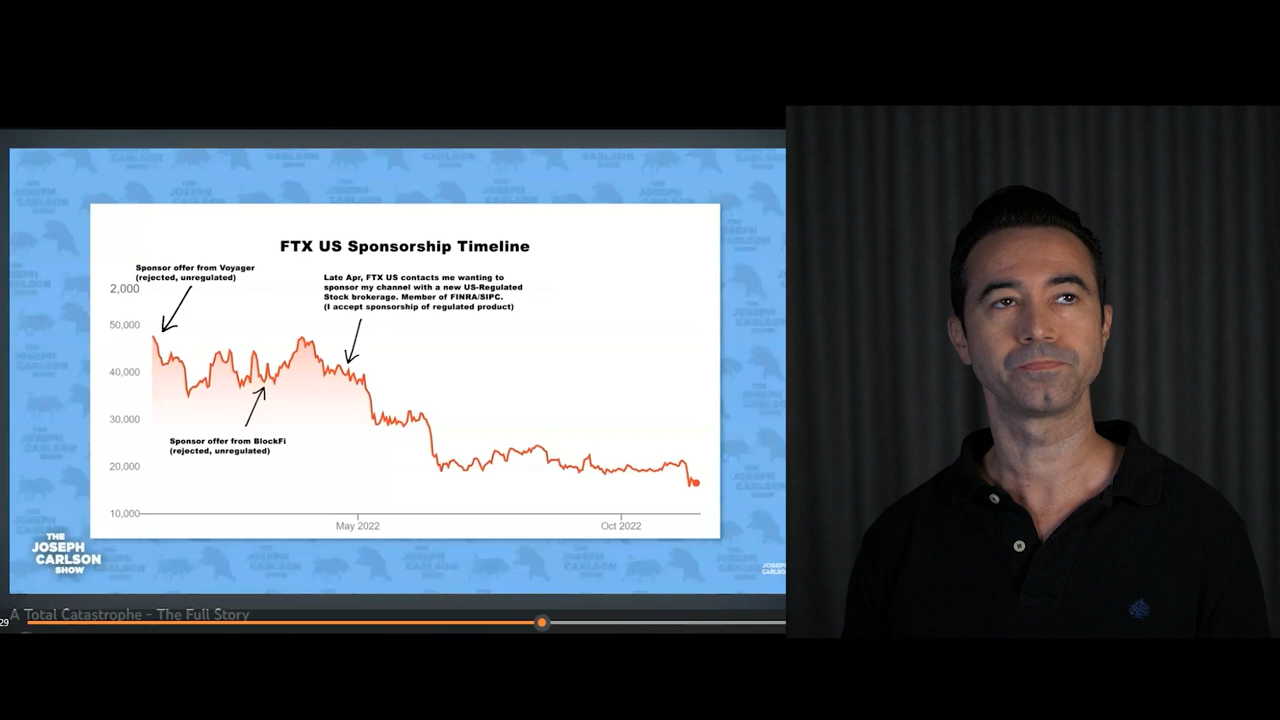 FTX US Sponsorship Timeline
Sponsor offer from Voyager
(rejected, unregulated)
Late Apr, FTX US contacts me wanting to
sponsor my channel with a new US-Regulated
Stock brokerage. Member of FINRA/SIPC.
(I accept sponsorship of regulated product)
2,000
50,000
40,000
30,000
Sponsor offer from BlockFi
(rejected, unregulated)
20,000
10,000
May 2022
Oct 2022
THE
JOSEPH
CARLSON
SHOW
JOSEPH
CARLSON
A Total Catastrophe - The Full Story
29